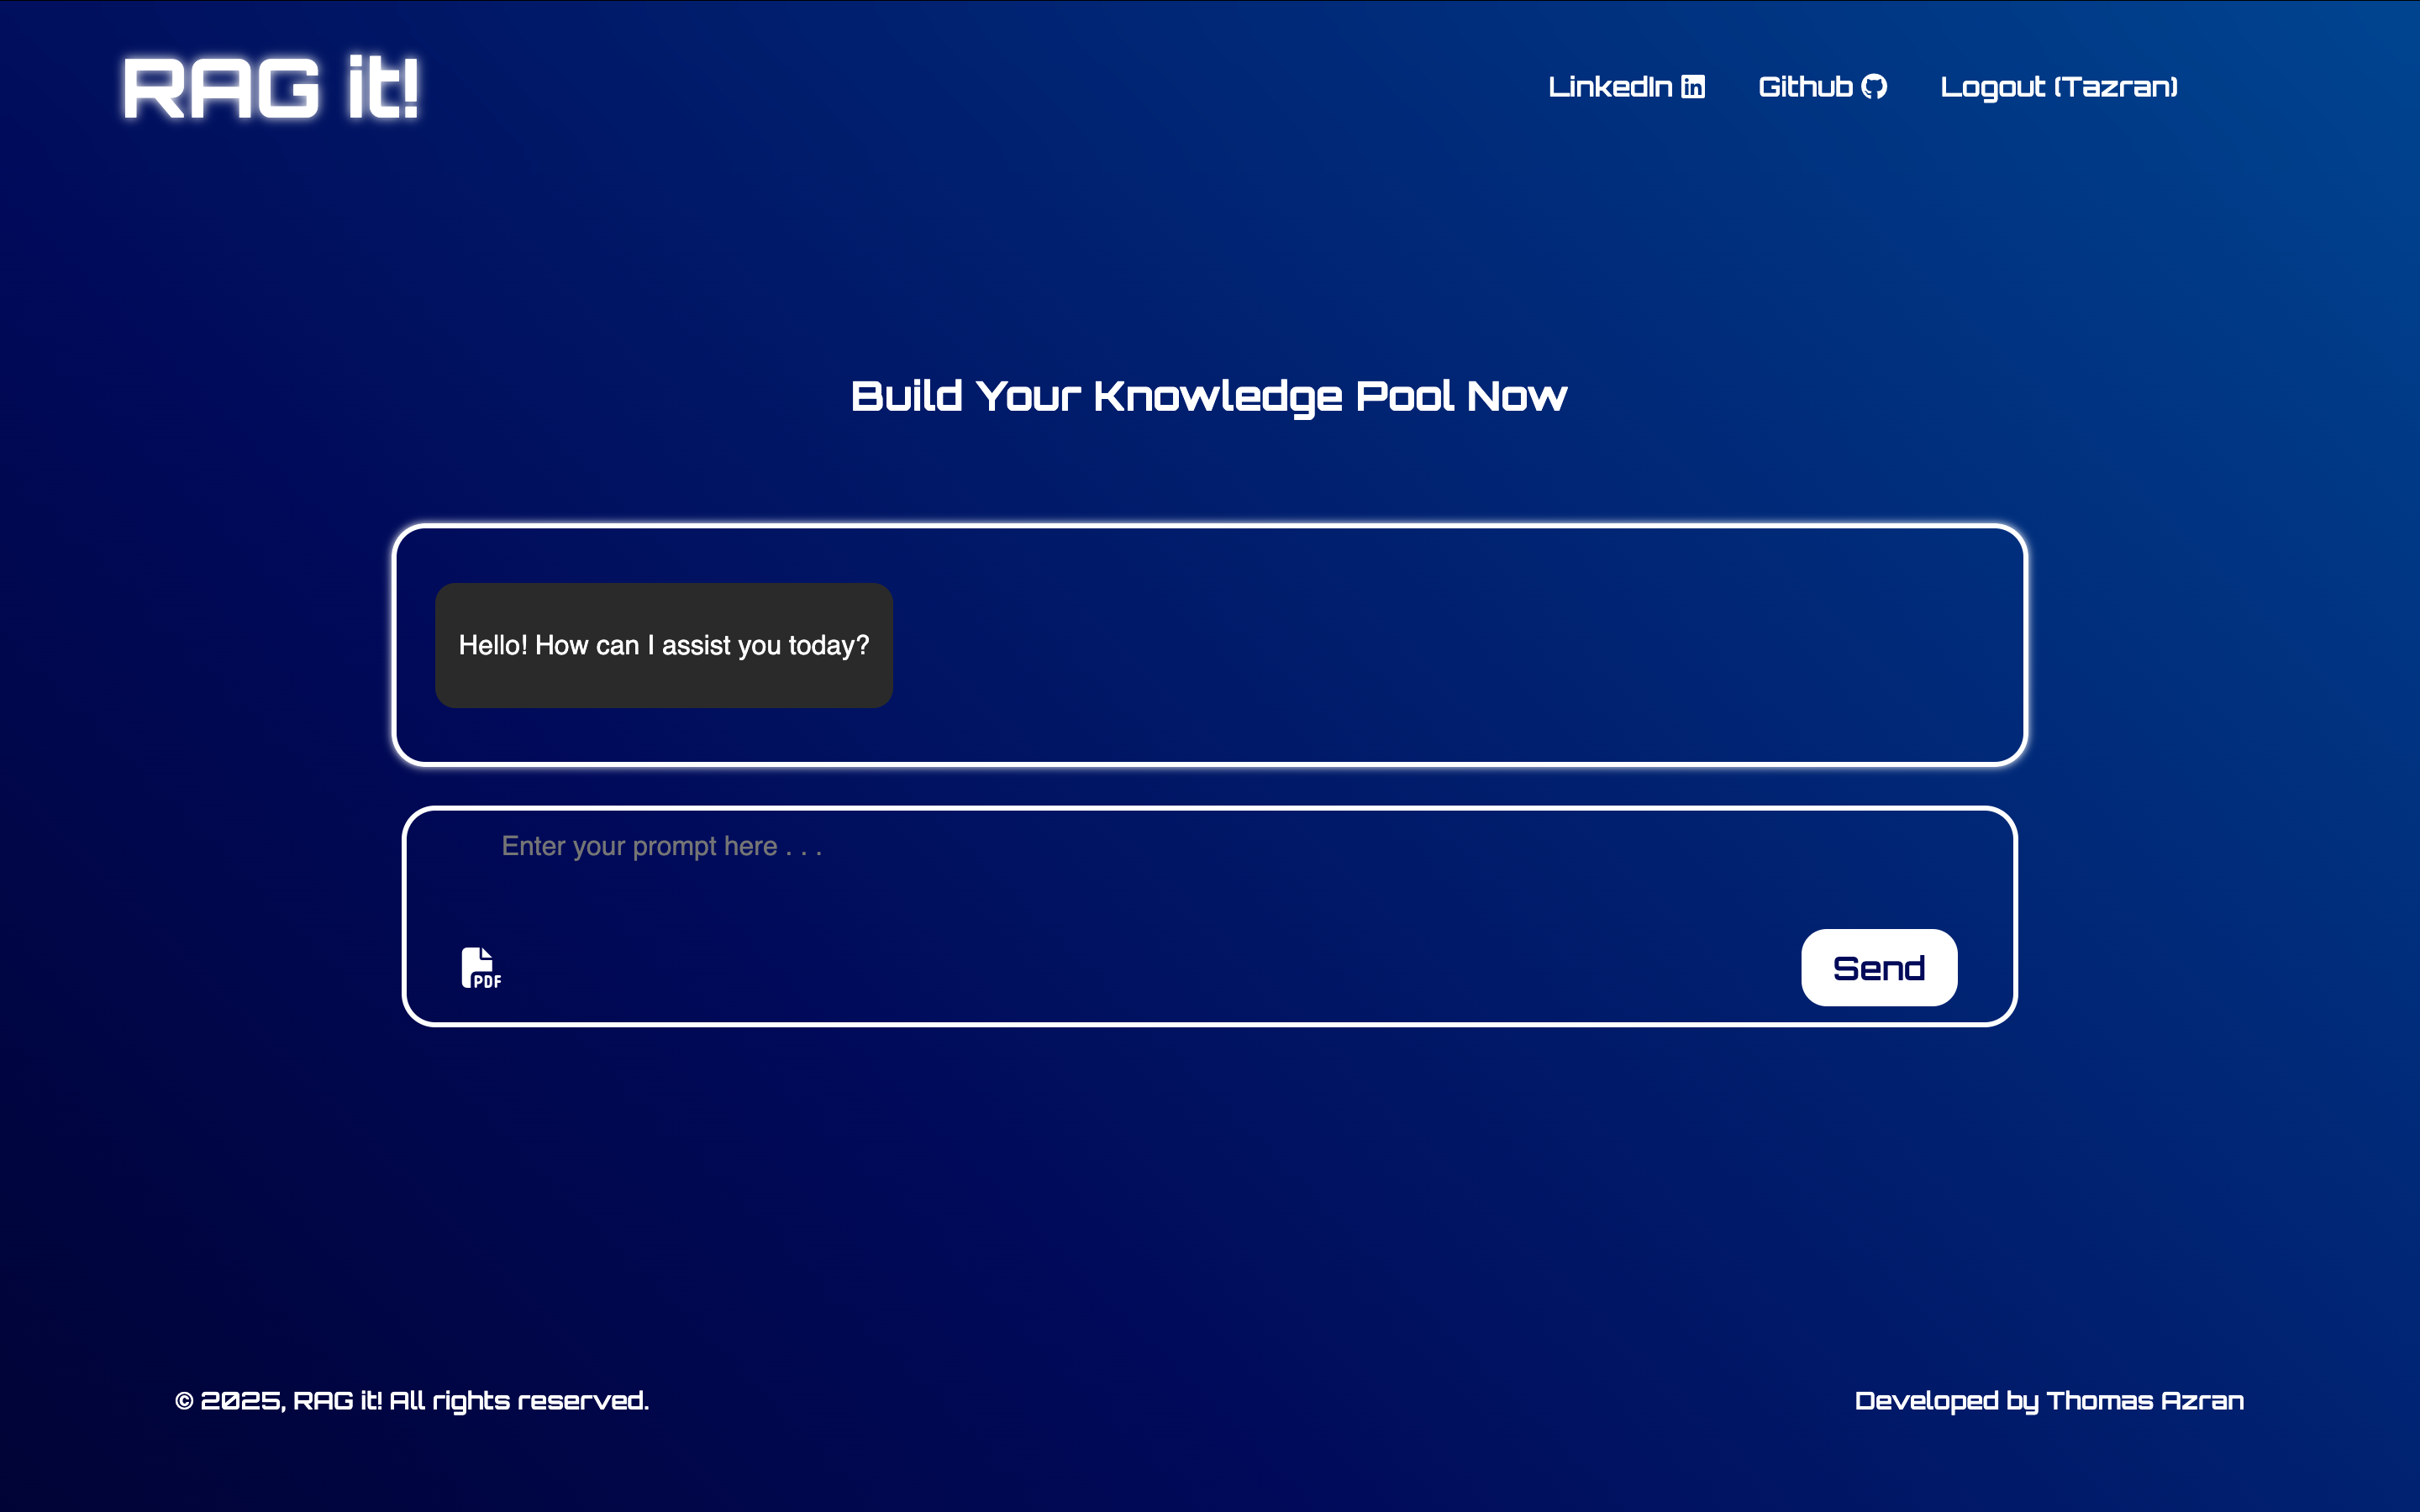 RAG it!
LinkedIn Github Logout (Tazran)
Build Your Knowledge Pool Now
Hello! How can I assist you today?
Enter your prompt here . . .
PDF
Send
© 2025, RAG it! All rights reserved.
Developed by Thomas Azran